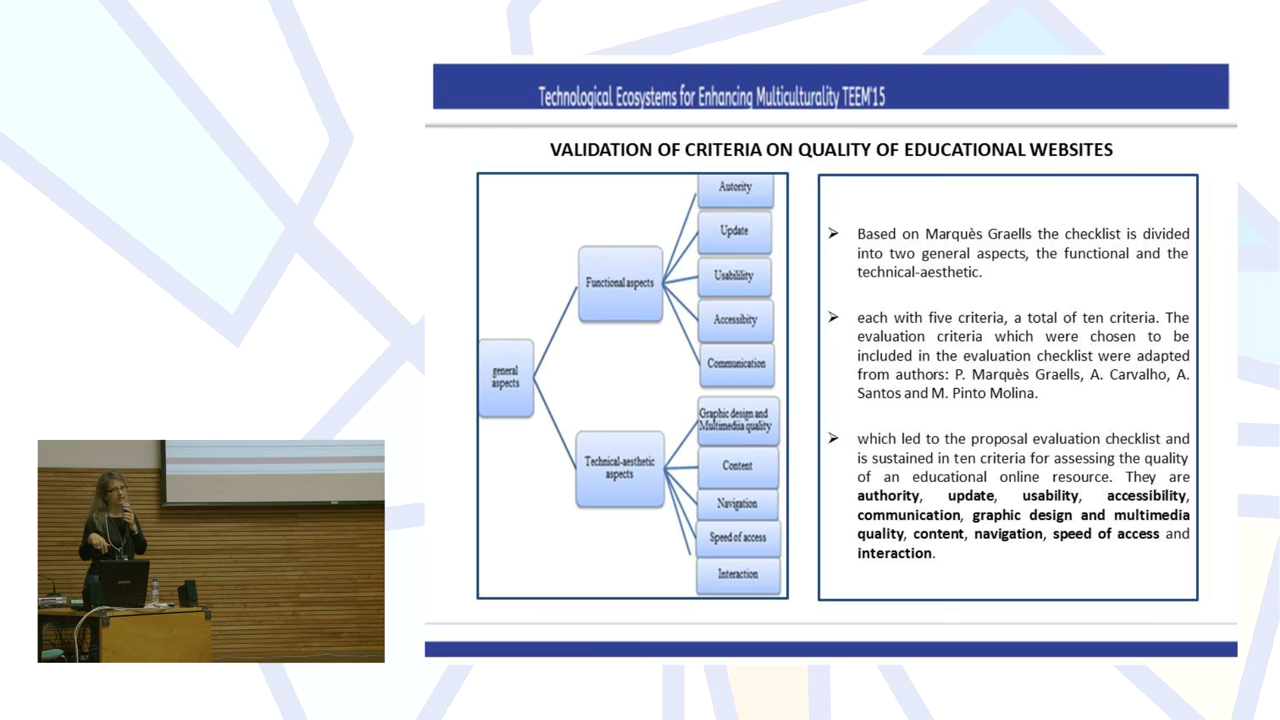 Technological Ecosystems for Enhancing Multiculturality TEEM'15
VALIDATION OF CRITERIA ON QUALITY OF EDUCATIONAL WEBSITES
general
aspects
Functional aspects
Autority
Update
Usabilility
Accessibity
Communication
Technical-aesthetic
aspects
Graphic design and
Multimediia quality
Content
Navigation
Speed of access
Interaction
➢ Based on Marquès Graells the checklist is divided
into two general aspects, the functional and the
technical-aesthetic.
➢ each with five criteria, a total of ten criteria. The
evaluation criteria which were chosen to be
included in the evaluation checklist were adapted
from authors: P. Marquès Graells, A. Carvalho, A.
Santos and M. Pinto Molina.
➢ which led to the proposal evaluation checklist and
is sustained in ten criteria for assessing the quality
of an educational online resource. They are
authority, update, usability, accessibility,
communication, graphic design and multimedia
quality, content, navigation, speed of access and
interaction.